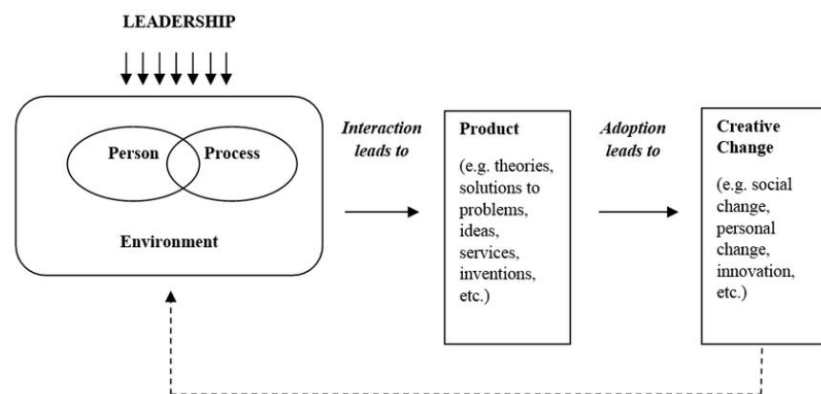 LEADERSHIP
Person
Process
Environment
Interaction
leads to
Product
(e.g. theories,
solutions to
problems,
ideas,
services,
inventions,
etc.)
Adoption
leads to
Creative
Change
(e.g. social
change,
personal
change,
innovation,
etc.)